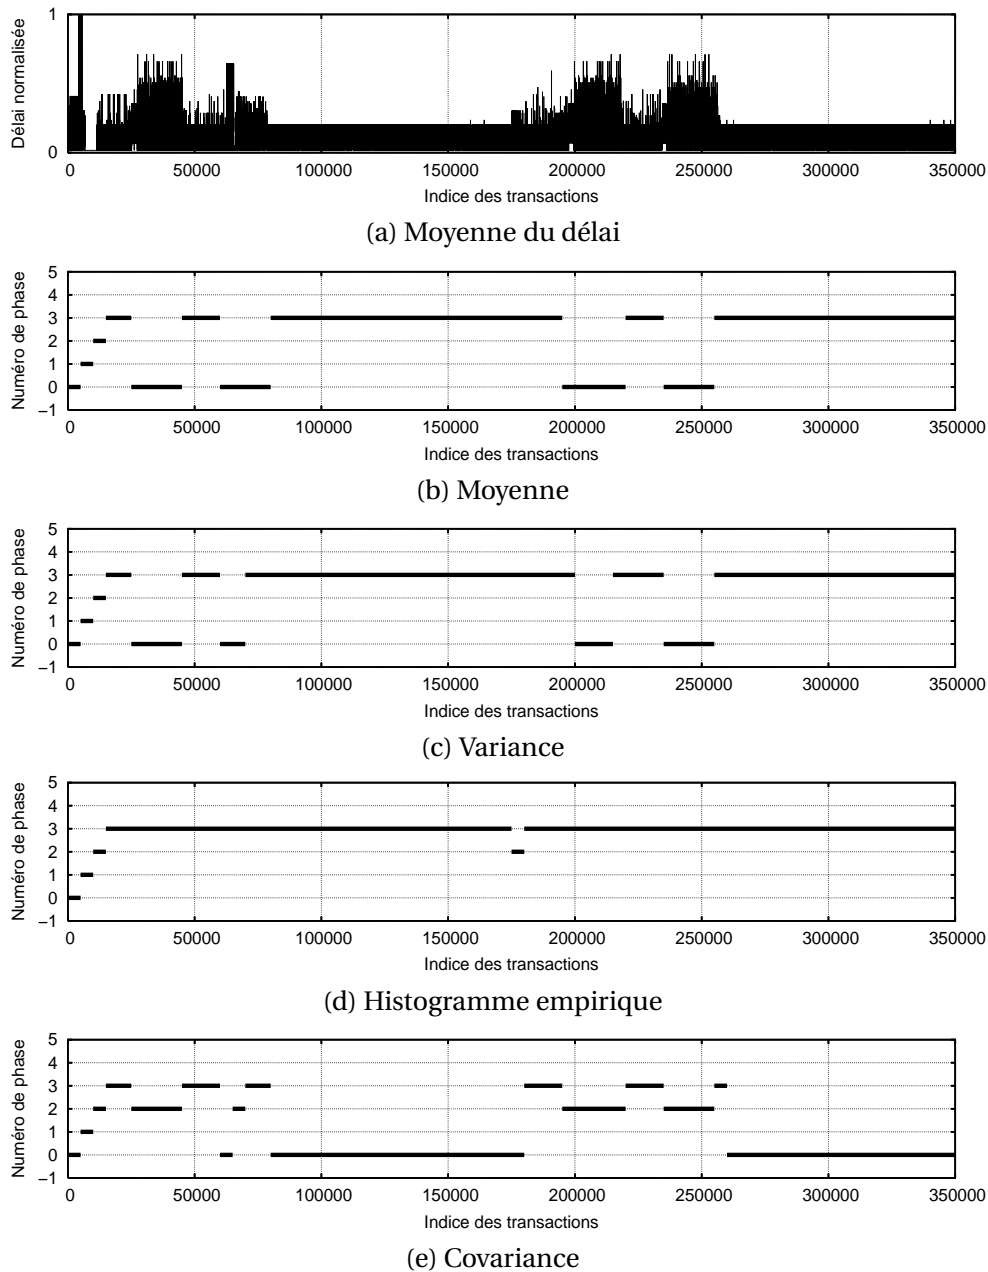 1
0.5
0
Délai normalisée
0 50000 100000 150000 200000 250000 300000 350000
Indice des transactions
(a) Moyenne du délai
5
4
3
2
1
0
−1
Numéro de phase
0 50000 100000 150000 200000 250000 300000 350000
Indice des transactions
(b) Moyenne
5
4
3
2
1
0
−1
Numéro de phase
0 50000 100000 150000 200000 250000 300000 350000
Indice des transactions
(c) Variance
5
4
3
2
1
0
−1
Numéro de phase
0 50000 100000 150000 200000 250000 300000 350000
Indice des transactions
(d) Histogramme empirique
5
4
3
2
1
0
−1
Numéro de phase
0 50000 100000 150000 200000 250000 300000 350000
Indice des transactions
(e) Covariance